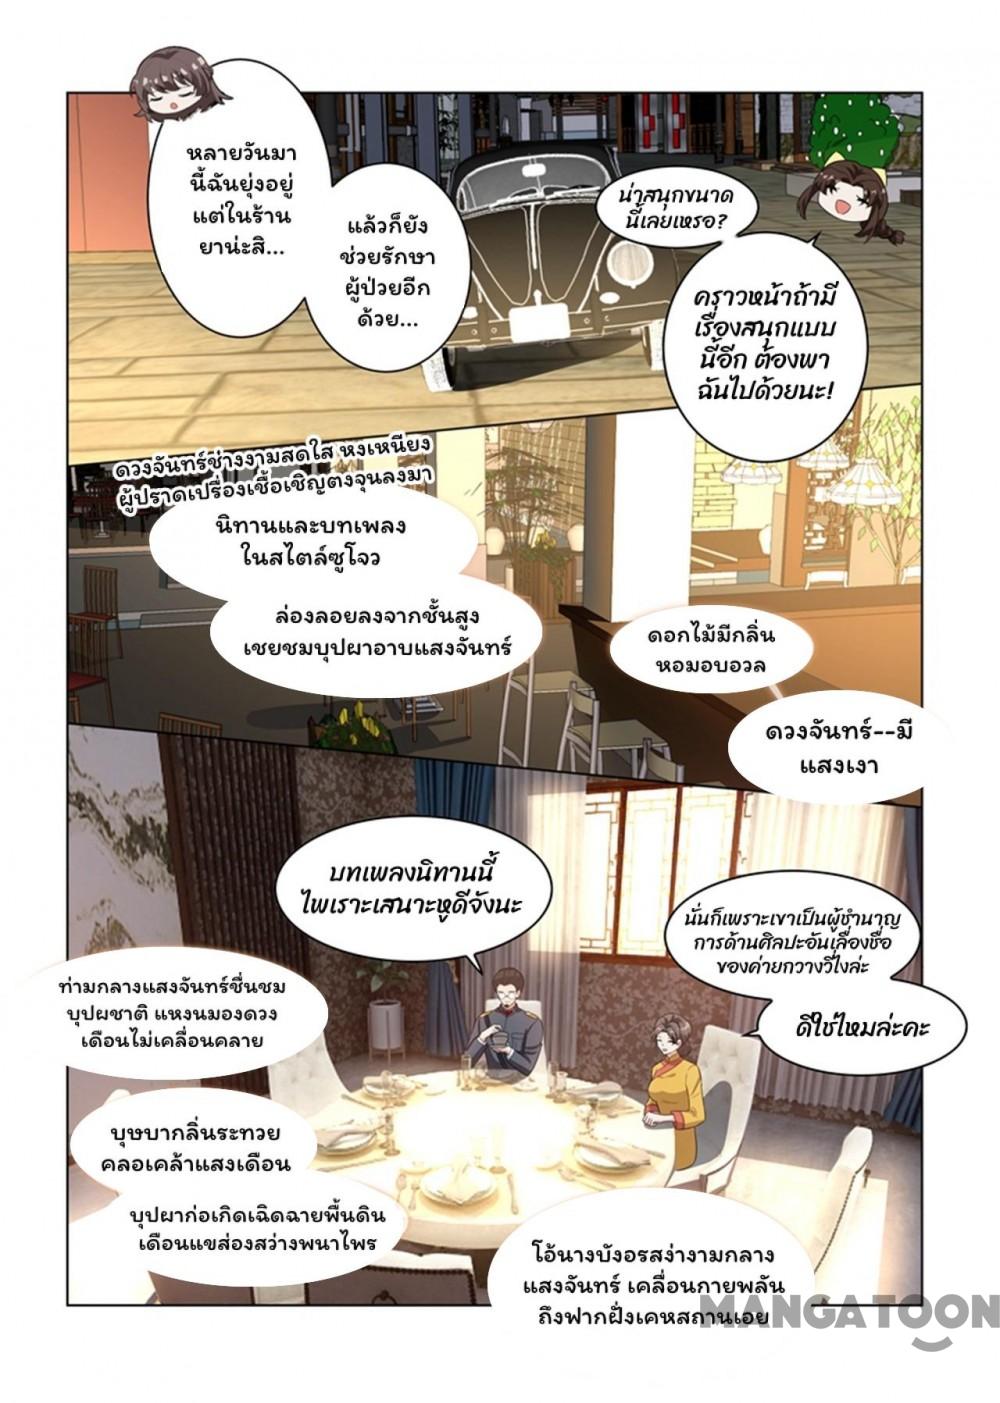 หลายวันมา
นี้ฉันยุ่งอยู่
แต่ในร้าน
ยาน่ะสิ...
แล้วก็ยัง
ช่วยรักษา
ผู้ป่วยอีก
ด้วย...
น่าสนุกขนาด
นี้เลยเหรอ?
คราวหน้าถ้ามี
เรื่องสนุกแบบ
นี้อีก ต้องพา
ฉันไปด้วยนะ!
ดวงจันทร์ช่างงามสดใส หงเหนียง
ผู้ปราดเปรื่องเชื้อเชิญตงจุนลงมา
นิทานและบทเพลง
ในสไตล์ซูโจว
ล่องลอยลงจากชั้นสูง
เชยชมบุปผาอาบแสงจันทร์
ดอกไม้มีกลิ่น
หอมอบอวล
ดวงจันทร์--มี
แสงเงา
บทเพลงนิทานนี้
ไพเราะเสนาะหูดีจังนะ
นั่นก็เพราะเขาเป็นผู้ชำนาญ
การด้านศิลปะอันเลื่องชื่อ
ของค่ายกวางวีไงล่ะ
ดีใช่ไหมล่ะคะ
ท่ามกลางแสงจันทร์ชื่นชม
บุปผชาติ แหงนมองดวง
เดือนไม่เคลื่อนคลาย
บุษบากลิ่นระทวย
คลอเคล้าแสงเดือน
บุปผาก่อเกิดเฉิดฉายพื้นดิน
เดือนแขส่องสว่างพนาไพร
โอ้นางบังอรสง่างามกลาง
แสงจันทร์ เคลื่อนกายพลัน
ถึงฟากฝั่งเคหสถานเอย
MANGATOON